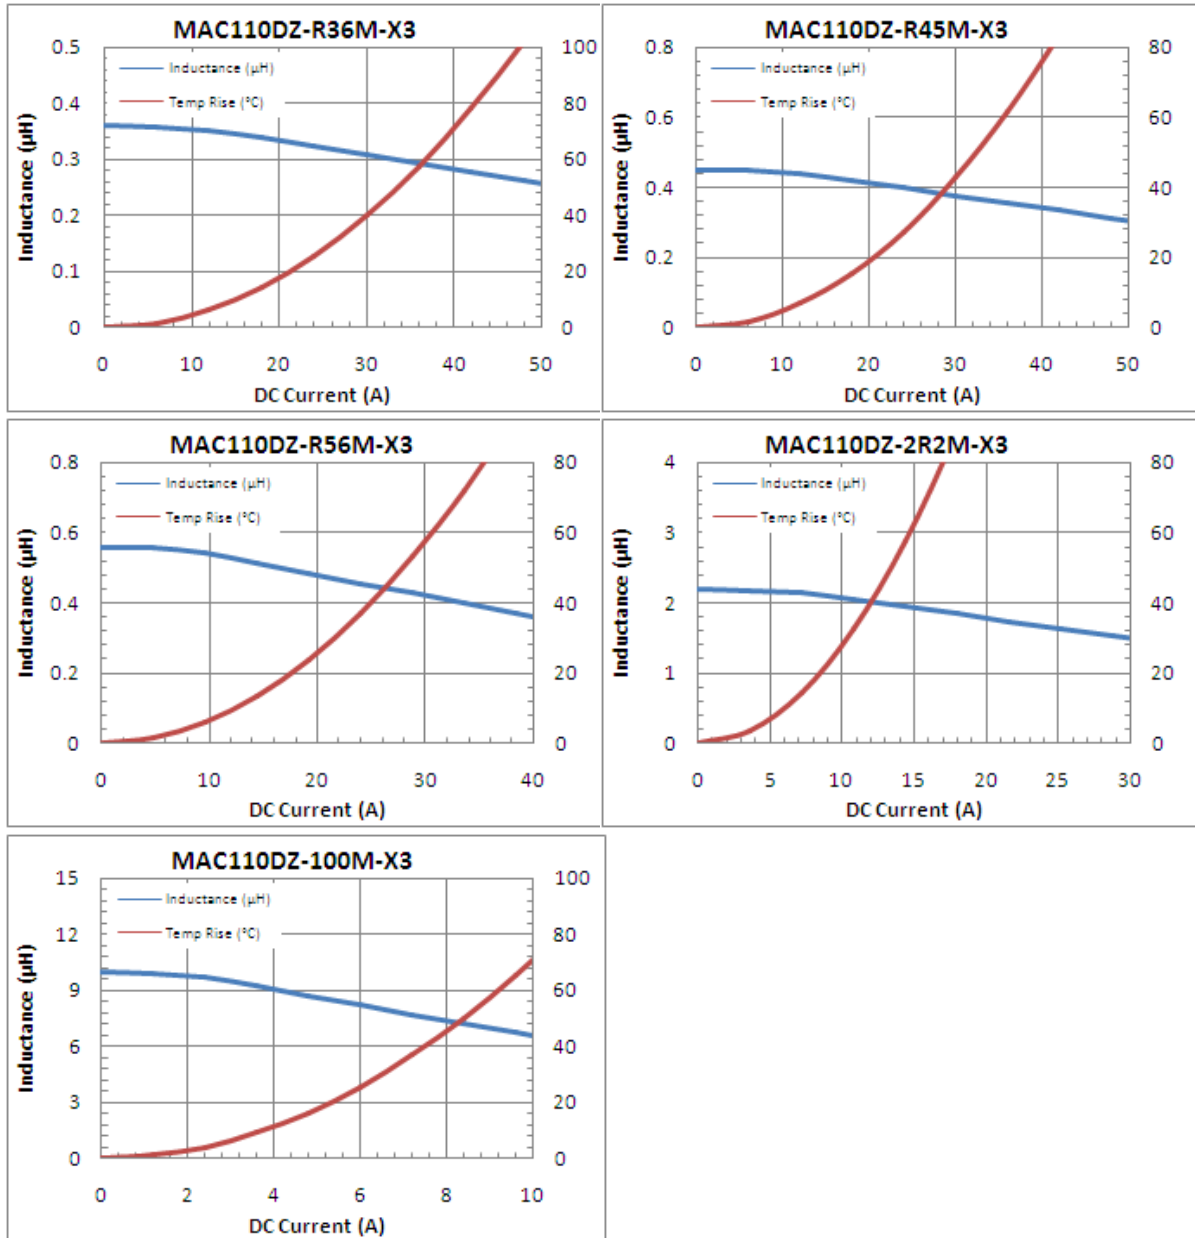 MAC110DZ-R36M-X3
Inductance (µH)
Temp Rise (°C)
0.5
0.4
0.3
0.2
0.1
0
100
80
60
40
20
0
0 10 20 30 40 50
Inductance (µH)
DC Current (A)
MAC110DZ-R45M-X3
Inductance (µH)
Temp Rise (°C)
0.8
0.6
0.4
0.2
0
80
60
40
20
0
0 10 20 30 40 50
Inductance (µH)
DC Current (A)
MAC110DZ-R56M-X3
Inductance (µH)
Temp Rise (°C)
0.8
0.6
0.4
0.2
0
80
60
40
20
0
0 10 20 30 40
Inductance (µH)
DC Current (A)
MAC110DZ-2R2M-X3
Inductance (µH)
Temp Rise (°C)
4
3
2
1
0
80
60
40
20
0
0 5 10 15 20 25 30
Inductance (µH)
DC Current (A)
MAC110DZ-100M-X3
Inductance (µH)
Temp Rise (°C)
15
12
9
6
3
0
100
80
60
40
20
0
0 2 4 6 8 10
Inductance (µH)
DC Current (A)